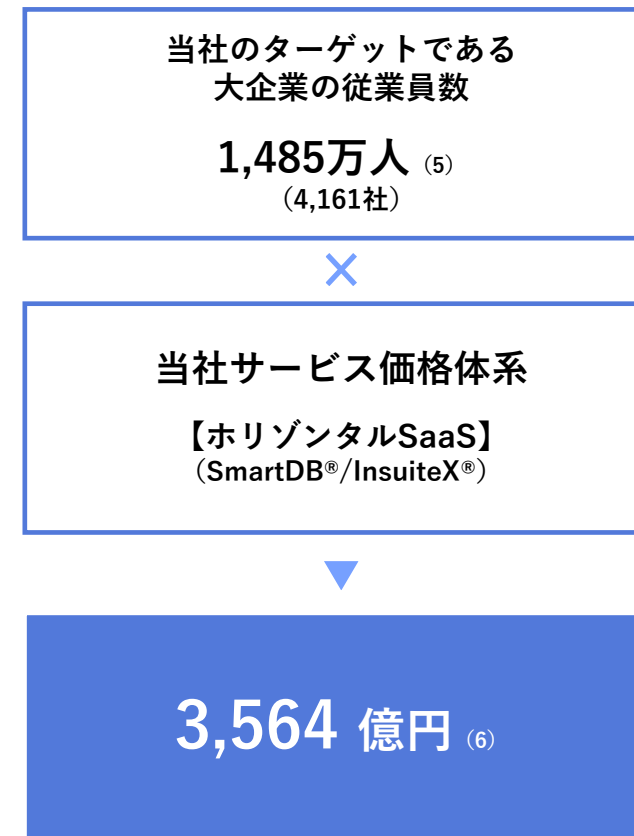 当社のターゲットである
大企業の従業員数
1,485万人（5）
（4,161社）
×
当社サービス価格体系
【ホリゾンタルSaaS】
（SmartDB®/InsuiteX®）
3,564 億円（6）